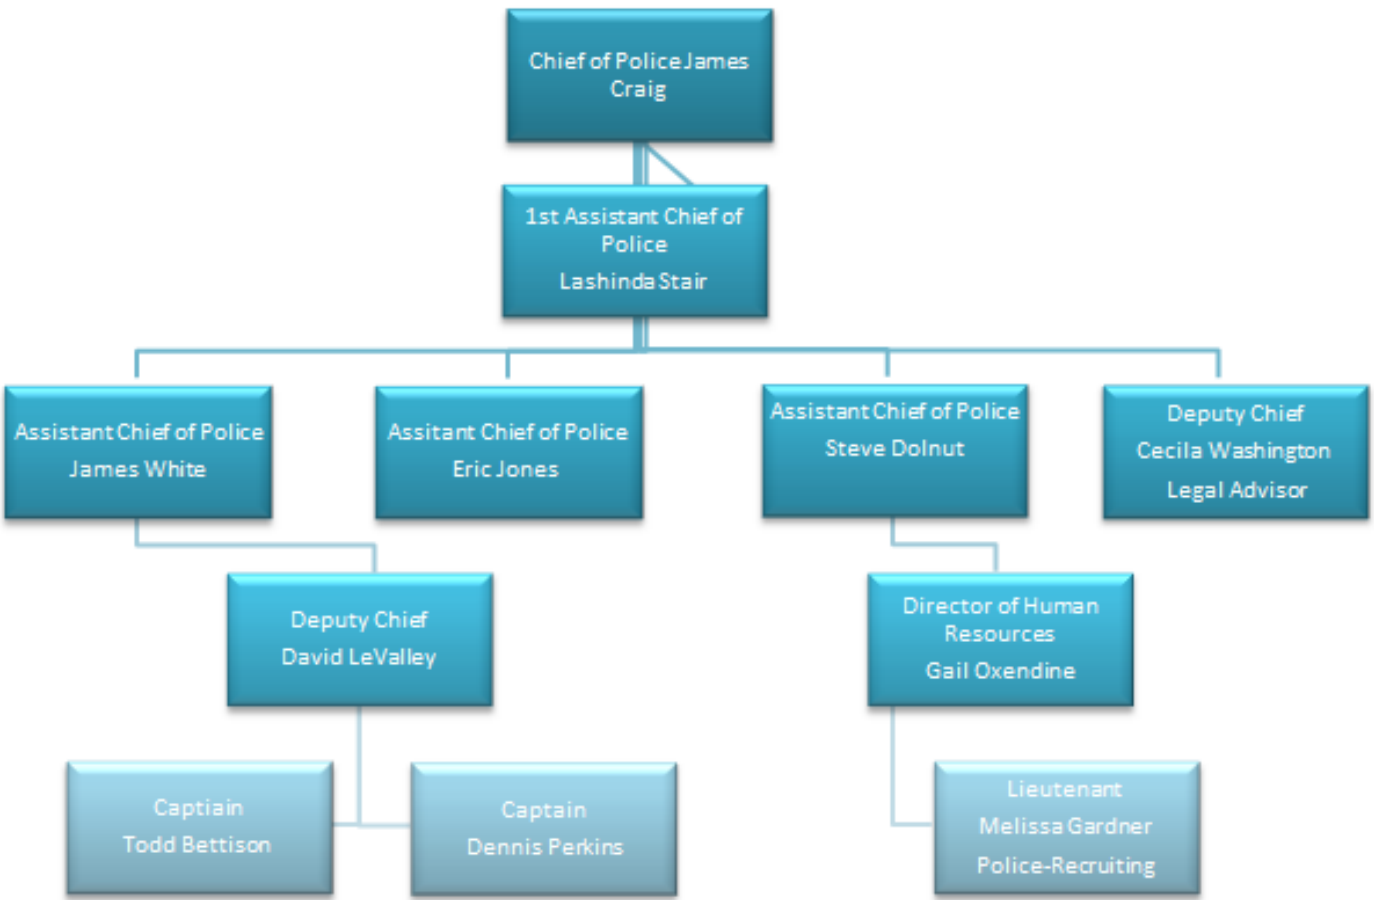 Chief of Police James
Craig
1st Assistant Chief of
Police
Lashinda Stair
Assistant Chief of Police
James White
Assitant Chief of Police
Eric Jones
Assistant Chief of Police
Steve Dolnut
Deputy Chief
Cecila Washington
Legal Advisor
Deputy Chief
David LeValley
Director of Human
Resources
Gail Oxendine
Captiain
Todd Bettison
Captain
Dennis Perkins
Lieutenant
Melissa Gardner
Police-Recruiting